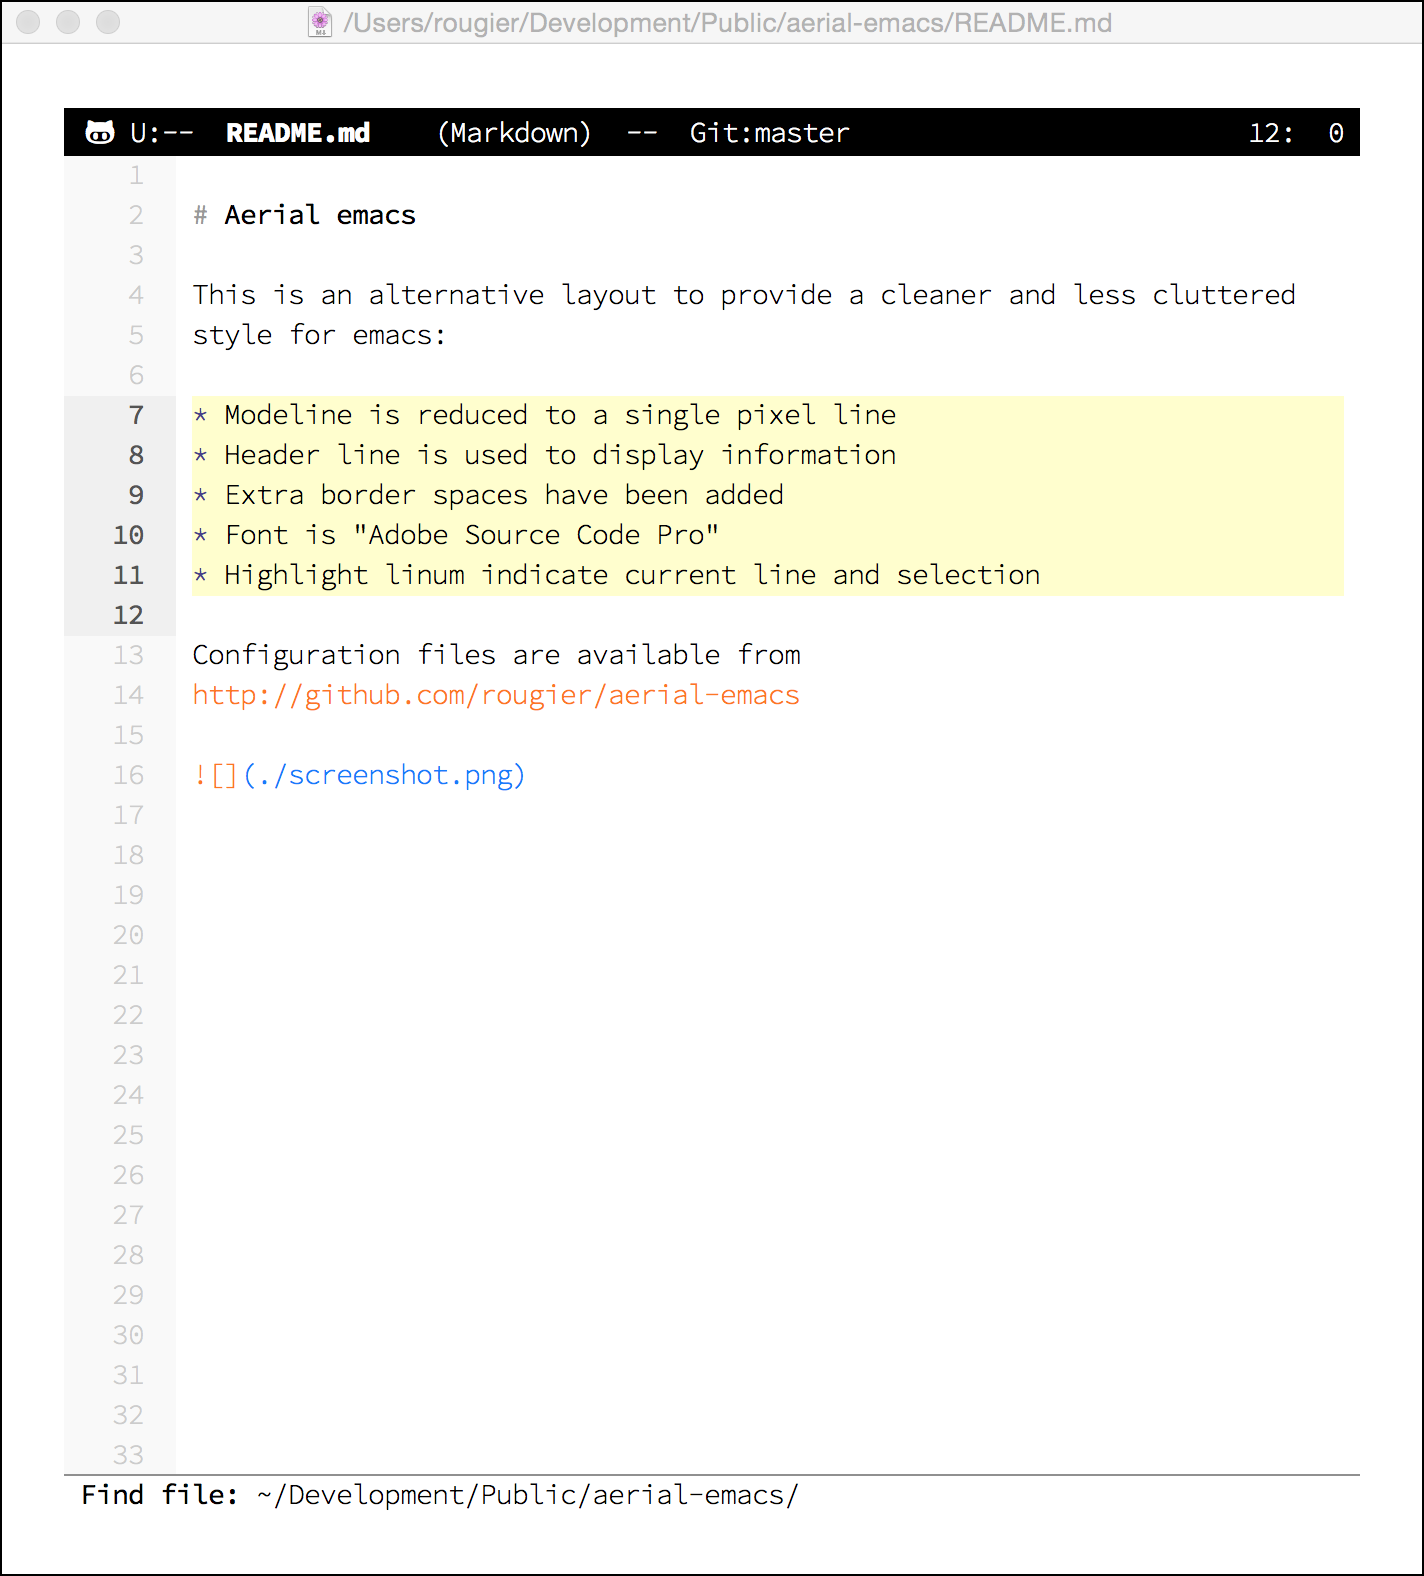 /Users/rougier/Development/Public/aerial-emacs/README.md
U:--  README.md    (Markdown)  --  Git:master    12:  0
1
2 # Aerial emacs
3
4 This is an alternative layout to provide a cleaner and less cluttered
5 style for emacs:
6
7 * Modeline is reduced to a single pixel line
8 * Header line is used to display information
9 * Extra border spaces have been added
10 * Font is "Adobe Source Code Pro"
11 * Highlight linum indicate current line and selection
12
13 Configuration files are available from
14 http://github.com/rougier/aerial-emacs
15
16 ![](./screenshot.png)
17
18
19
20
21
22
23
24
25
26
27
28
29
30
31
32
33
Find file: ~/Development/Public/aerial-emacs/